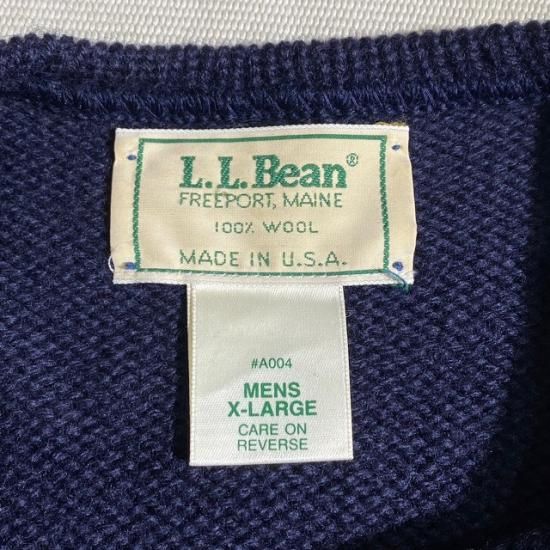 L.L.Bean®
FREEPORT, MAINE
100% WOOL
MADE IN U.S.A.
#A004
MENS
X-LARGE
CARE ON
REVERSE